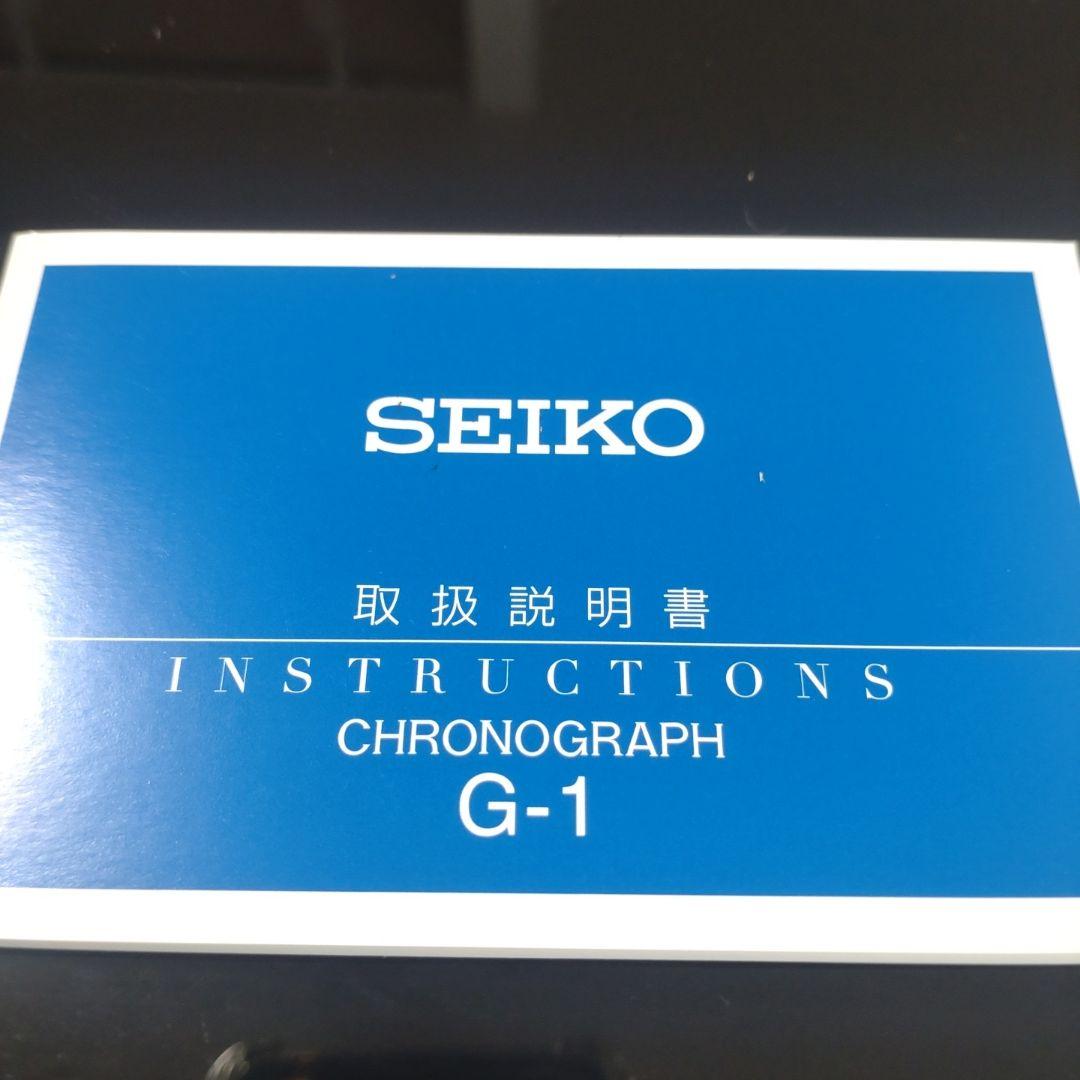 SEIKO
取扱説明書
INSTRUCTIONS
CHRONOGRAPH
G-1